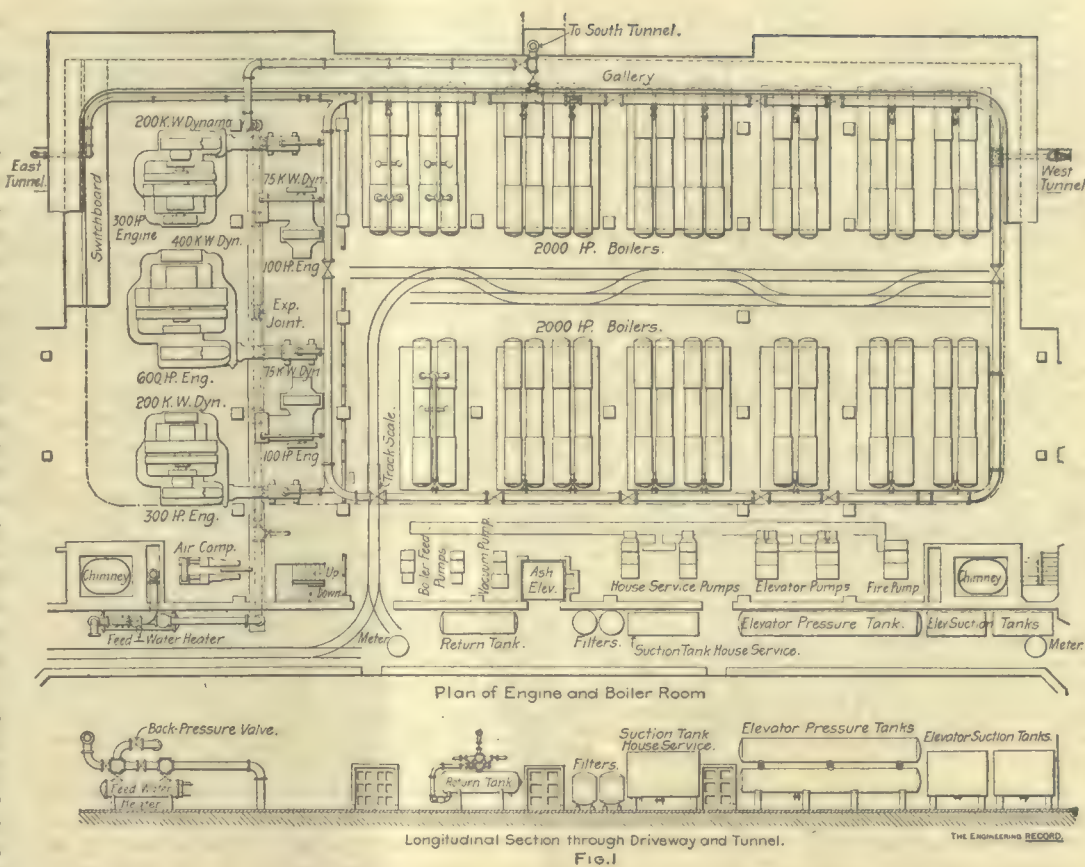 To South Tunnel.
Gallery
200 K.W. Dynamo
East
Tunnel.
75 K.W. Dyn.
West
Tunnel
Switchboard
300 HP.
Engine
400 K.W. Dyn.
100 HP. Eng
2000 HP. Boilers.
Exp.
Joint.
2000 HP. Boilers.
600 HP. Eng.
75 K.W. Dyn
200 K.W. Dyn.
Track Scale.
100 HP Eng
300 HP. Eng.
Air Comp.
Chimney
Up
Down
Boiler Feed
Pumps
Vacuum Pump.
Ash
Elev.
House Service Pumps
Elevator Pumps
Fire Pump
Chimney
Feed Water Heater
Meter
Return Tank.
Filters.
Suction Tank House Service.
Elevator Pressure Tank.
Elev Suction Tanks
Meter.
Plan of Engine and Boiler Room
Back-Pressure Valve.
Feed Water
Heater
Return Tank
Filters.
Suction Tank
House Service.
Elevator Pressure Tanks
Elevator Suction Tanks.
Longitudinal Section through Driveway and Tunnel.
THE ENGINEERING RECORD.
FIG.1